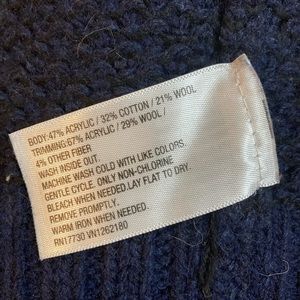 BODY:47% ACRYLIC / 32% COTTON / 21% WOOL
TRIMMING:67% ACRYLIC / 29% WOOL /
4% OTHER FIBER
WASH INSIDE OUT.
MACHINE WASH COLD WITH LIKE COLORS.
GENTLE CYCLE. ONLY NON-CHLORINE
BLEACH WHEN NEEDED.LAY FLAT TO DRY.
REMOVE PROMPTLY.
WARM IRON WHEN NEEDED.
RN17730 VN1262180